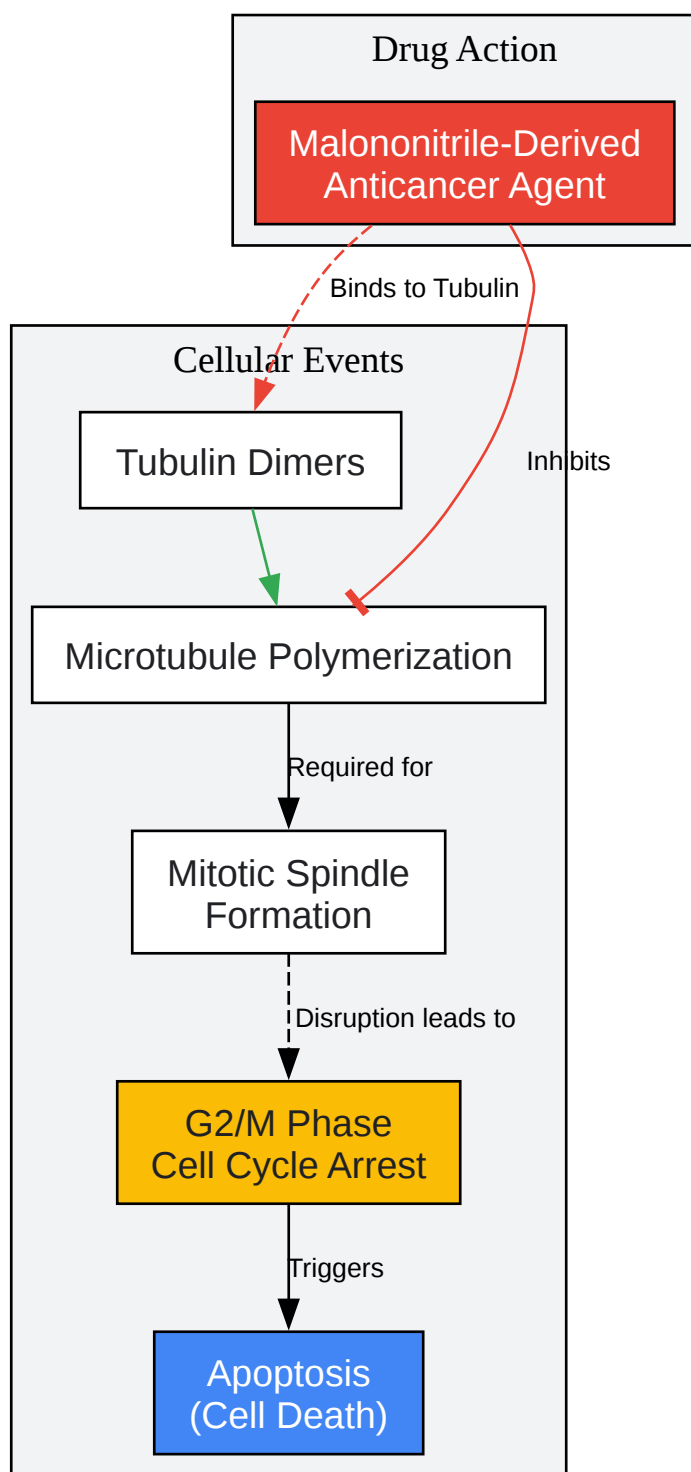 Drug Action
Malononitrile-Derived
Anticancer Agent
Binds to Tubulin
Cellular Events
Tubulin Dimers
Inhibits
Microtubule Polymerization
Required for
Mitotic Spindle
Formation
Disruption leads to
G2/M Phase
Cell Cycle Arrest
Triggers
Apoptosis
(Cell Death)